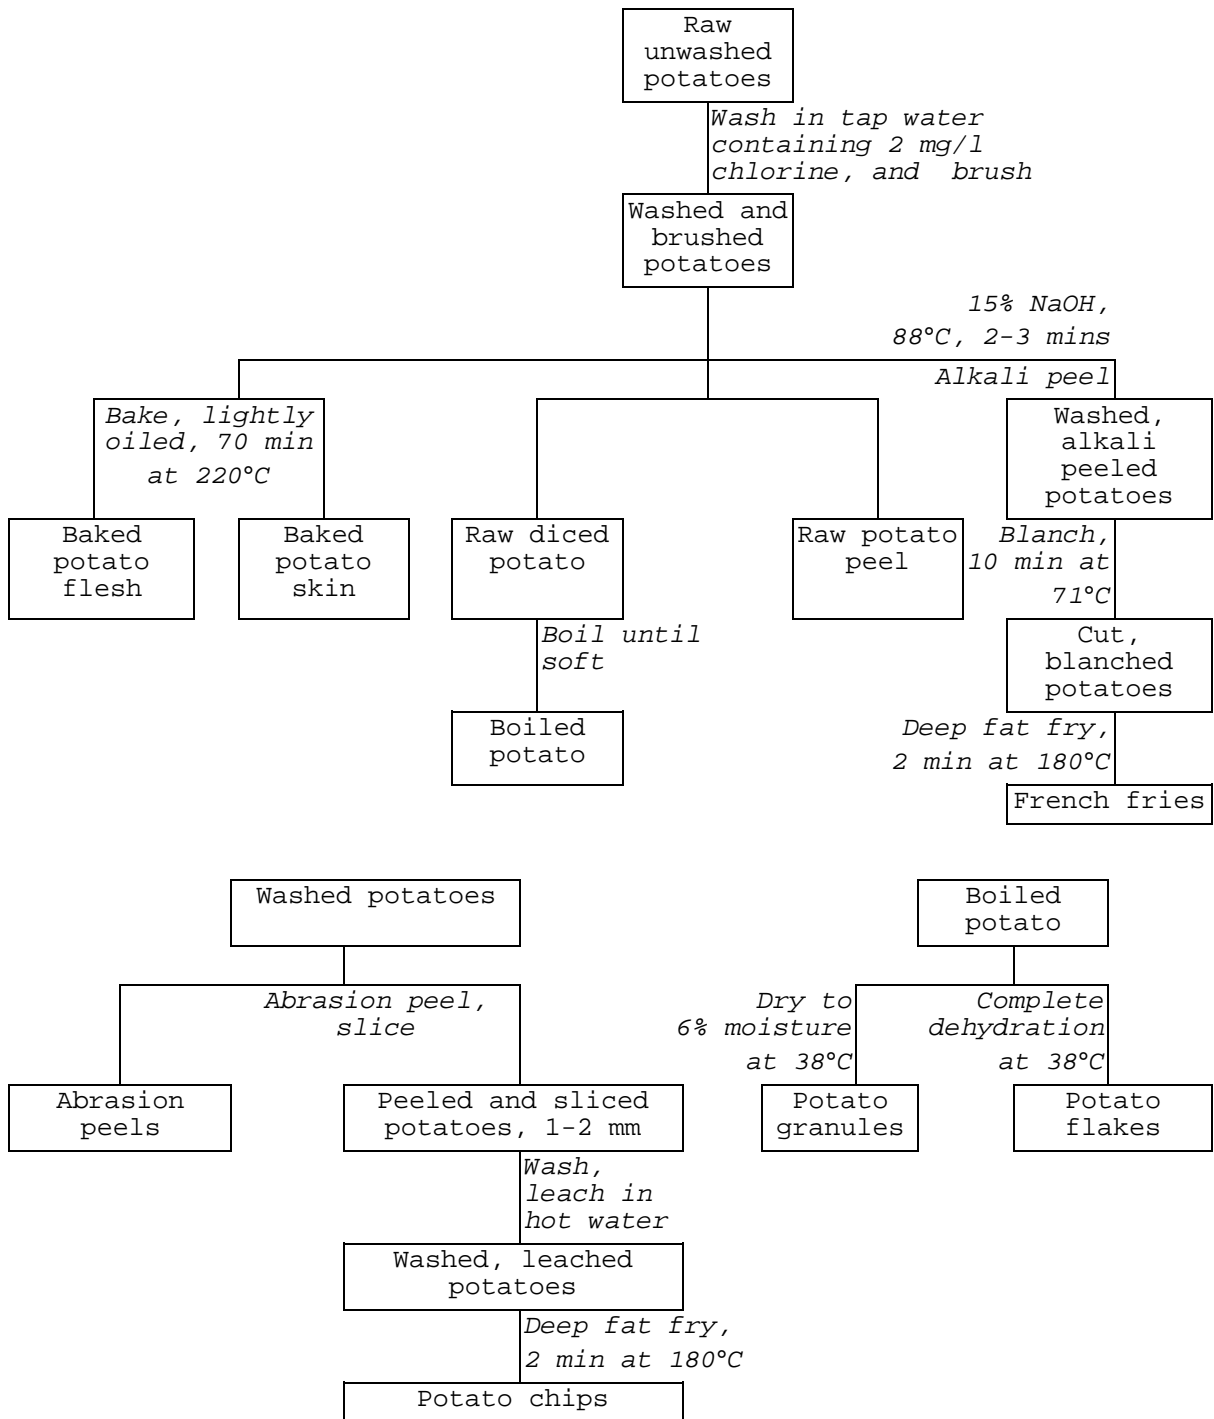 Raw
unwashed
potatoes
Wash in tap water
containing 2 mg/l
chlorine, and brush
Washed and
brushed
potatoes
15% NaOH,
88°C, 2-3 mins
Alkali peel
Bake, lightly
oiled, 70 min
at 220°C
Washed,
alkali
peeled
potatoes
Baked
potato
flesh
Baked
potato
skin
Raw diced
potato
Raw potato
peel
Blanch,
10 min at
71°C
Boil until
soft
Cut,
blanched
potatoes
Boiled
potato
Deep fat fry,
2 min at 180°C
French fries
Washed potatoes
Abrasion peel,
slice
Abrasion
peels
Peeled and sliced
potatoes, 1-2 mm
Wash,
leach in
hot water
Washed, leached
potatoes
Deep fat fry,
2 min at 180°C
Potato chips
Boiled
potato
Dry to
6% moisture
at 38°C
Complete
dehydration
at 38°C
Potato
granules
Potato
flakes